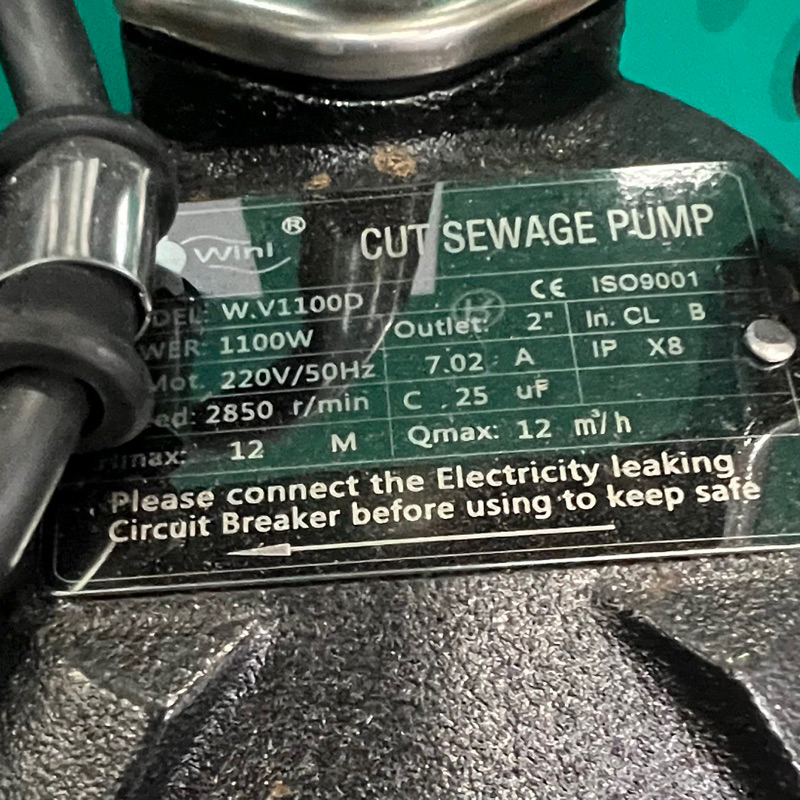 Winl ® CUT SEWAGE PUMP
CE ISO9001
DEL: W.V1100D Outlet: 2" In. CL B
WER: 1100W 7.02 A IP X8
Mot. 220V/50Hz C .25 uF
ed: 2850 r/min Qmax: 12 m³/h
Hmax: 12 M
Please connect the Electricity leaking
Circuit Breaker before using to keep safe